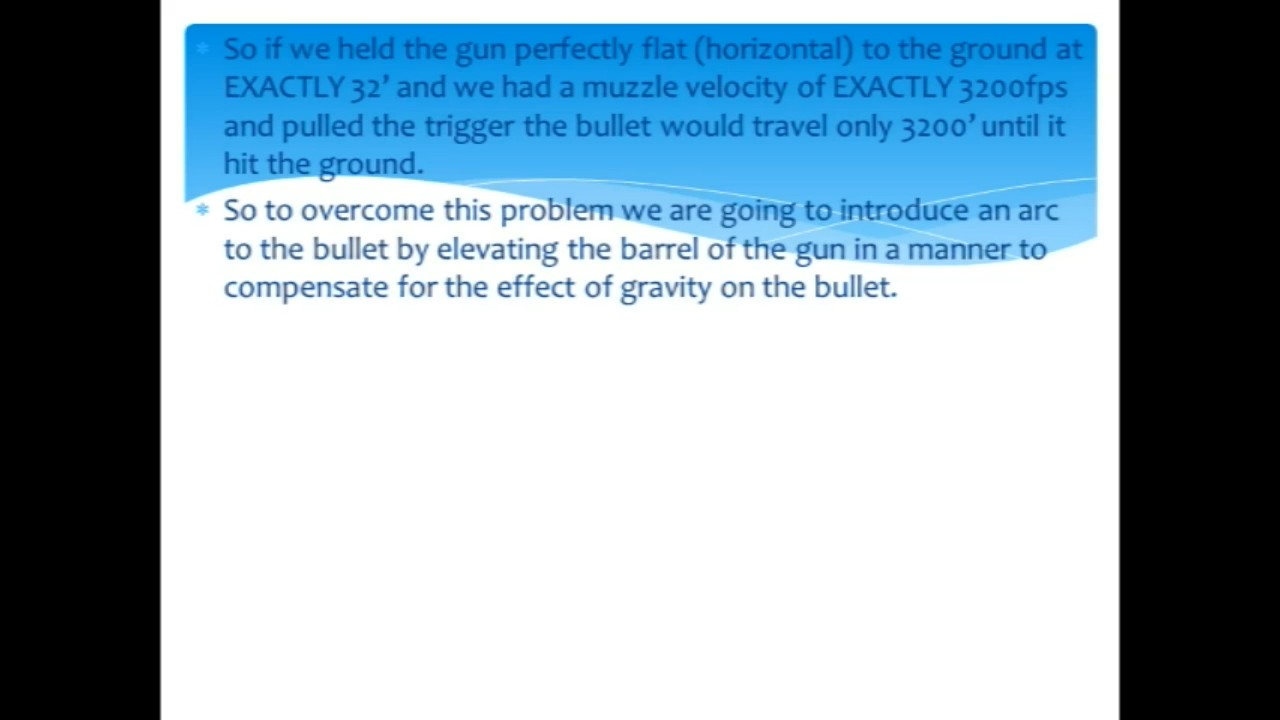 * So if we held the gun perfectly flat (horizontal) to the ground at
EXACTLY 32’ and we had a muzzle velocity of EXACTLY 3200fps
and pulled the trigger the bullet would travel only 3200’ until it
hit the ground.
* So to overcome this problem we are going to introduce an arc
to the bullet by elevating the barrel of the gun in a manner to
compensate for the effect of gravity on the bullet.